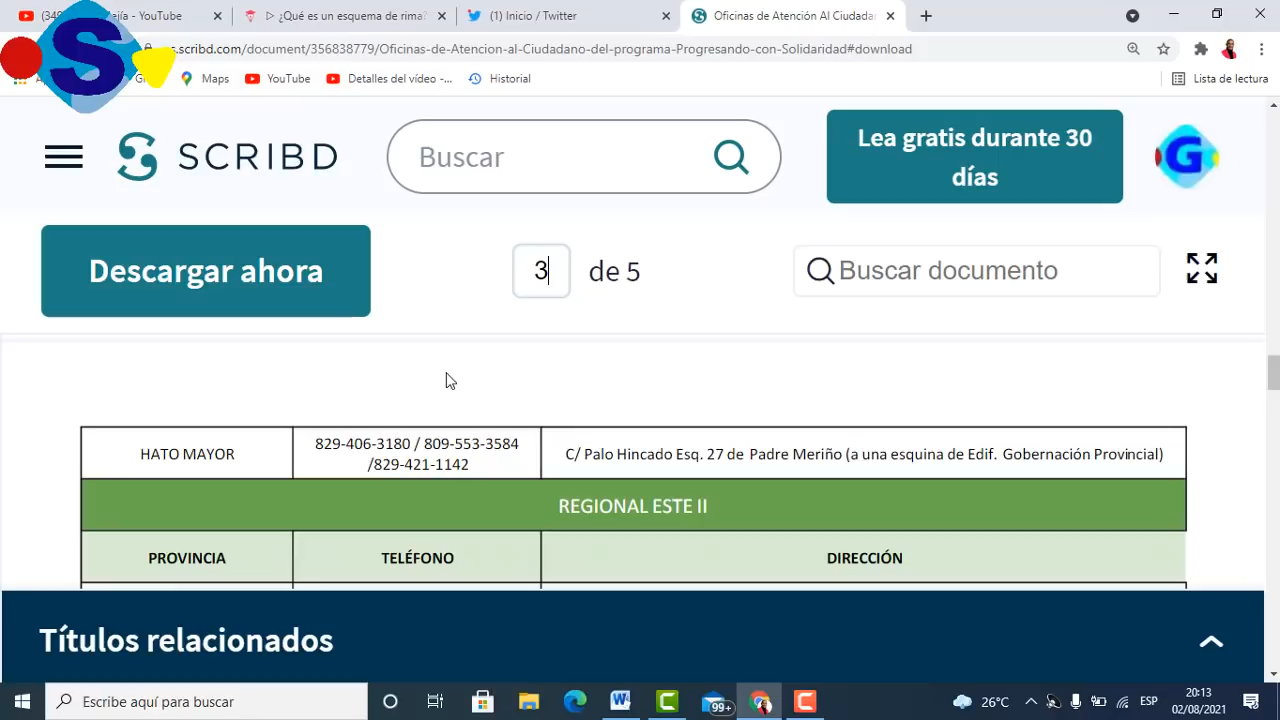 ejía - YouTube
¿Qué es un esquema de rima?
(1) Inicio / Twitter
Oficinas de Atención Al Ciudadan
S
.scribd.com/document/356838779/Oficinas-de-Atencion-al-Ciudadano-del-programa-Progresando-con-Solidaridad#download
Maps
YouTube
Detalles del vídeo -...
Historial
Lista de lectura
SCRIBD
Buscar
Lea gratis durante 30
días
G
Descargar ahora
3
de 5
Buscar documento
HATO MAYOR
829-406-3180 / 809-553-3584
/829-421-1142
C/ Palo Hincado Esq. 27 de Padre Meriño (a una esquina de Edif. Gobernación Provincial)
REGIONAL ESTE II
PROVINCIA
TELÉFONO
DIRECCIÓN
Títulos relacionados
Escribe aquí para buscar
99+
26°C
ESP
20:13
02/08/2021